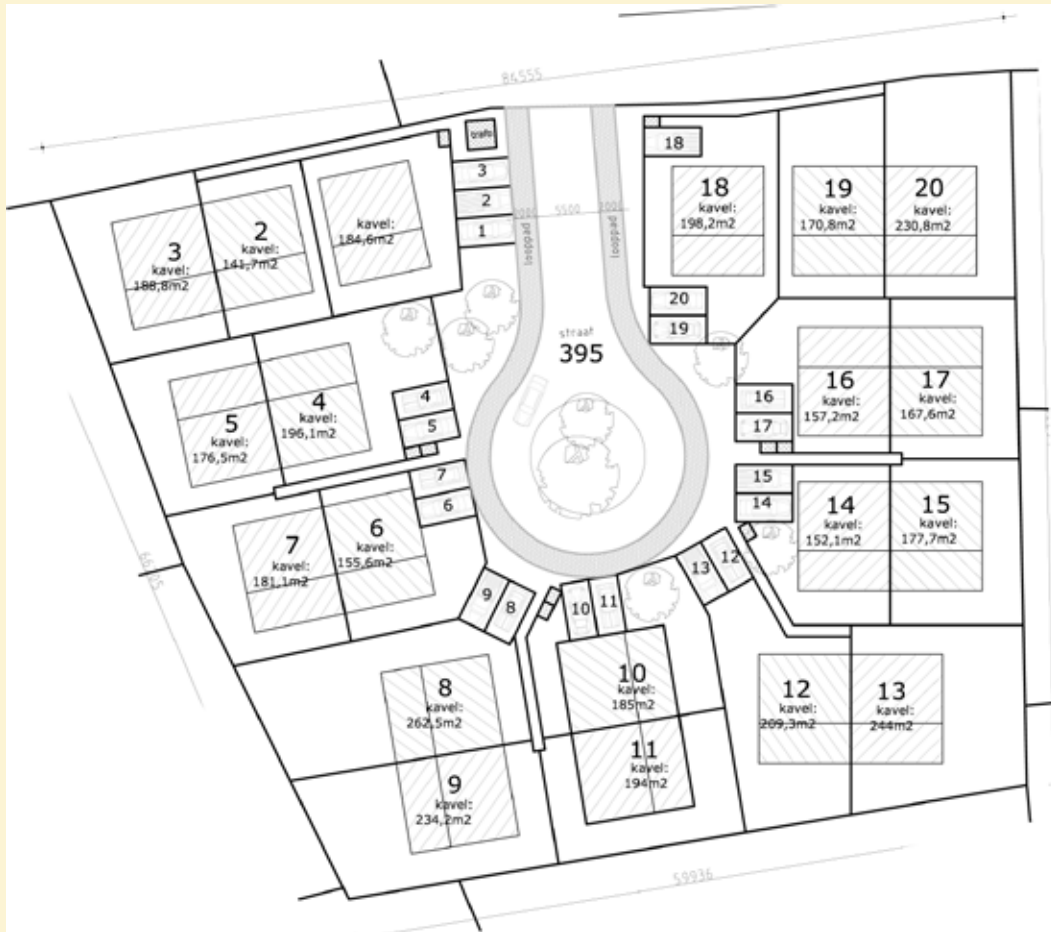 84555
trafo
3
2
1
18
18
kavel:
198,2m2
19
kavel:
170,8m2
20
kavel:
230,8m2
3
kavel:
188,8m2
2
kavel:
141,7m2
kavel:
184,6m2
2000
5500
2000
looppad
looppad
20
19
straat
395
5
kavel:
176,5m2
4
kavel:
196,1m2
4
5
16
17
16
kavel:
157,2m2
17
kavel:
167,6m2
7
6
15
14
7
kavel:
181,1m2
6
kavel:
155,6m2
14
kavel:
152,1m2
15
kavel:
177,7m2
9
8
10
11
13
12
8
kavel:
262,5m2
10
kavel:
185m2
12
kavel:
209,3m2
13
kavel:
244m2
9
kavel:
234,2m2
11
kavel:
194m2
59936